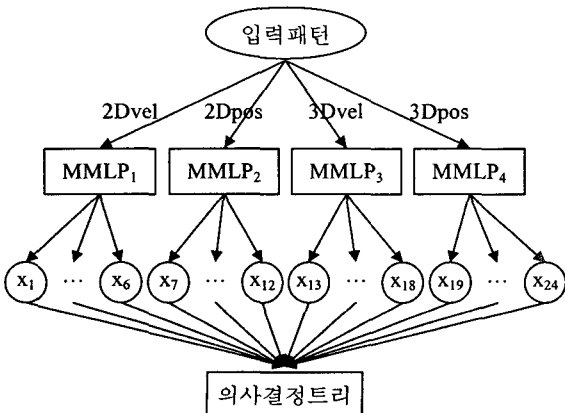 입력패턴
2Dvel 2Dpos 3Dvel 3Dpos
MMLP₁ MMLP₂ MMLP₃ MMLP₄
x₁ ... x₆ x₇ ... x₁₂ x₁₃ ... x₁₈ x₁₉ ... x₂₄
의사결정트리